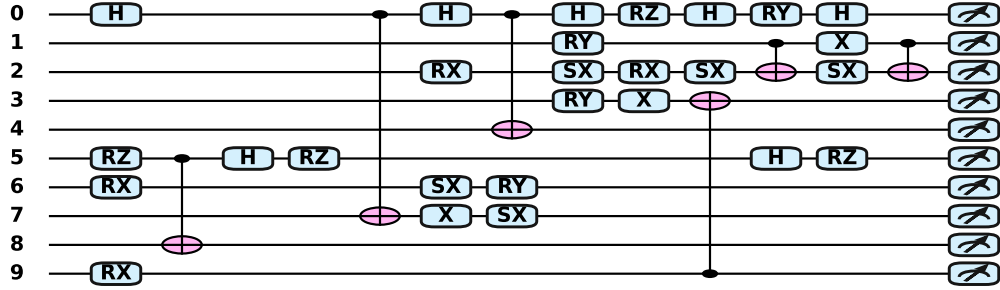 0 H H H RZ H RY H
1 RY X
2 RX SX RX SX SX
3 RY X
4
5 RZ H RZ H RZ
6 RX SX RY
7 X SX
8
9 RX